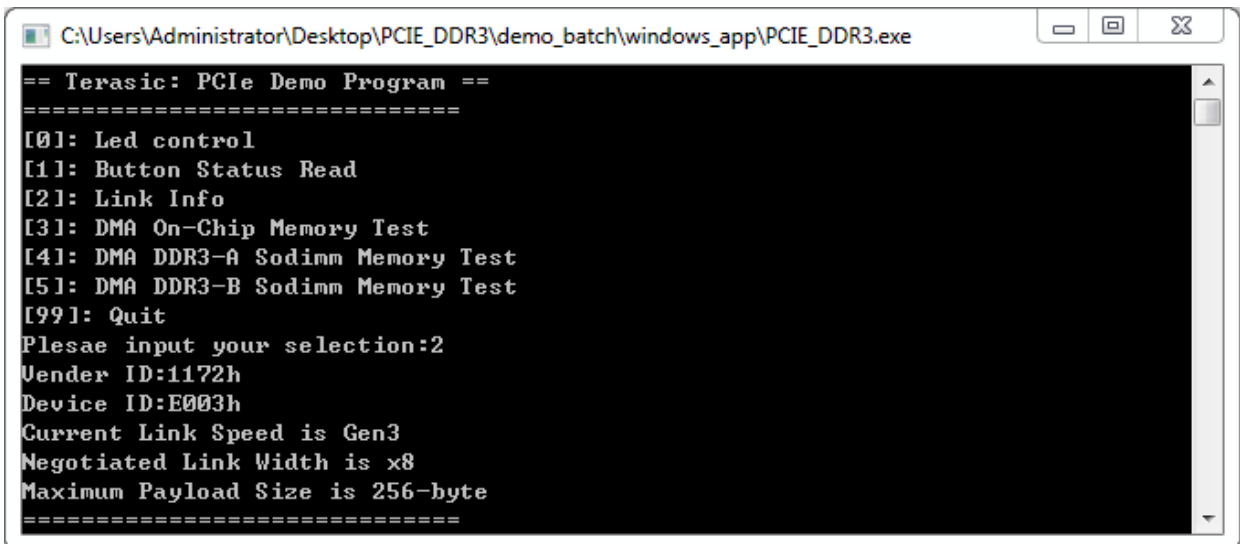 C:\Users\Administrator\Desktop\PCIE_DDR3\demo_batch\windows_app\PCIE_DDR3.exe
== Terasic: PCIe Demo Program ==
==============================
[0]: Led control
[1]: Button Status Read
[2]: Link Info
[3]: DMA On-Chip Memory Test
[4]: DMA DDR3-A Sodimm Memory Test
[5]: DMA DDR3-B Sodimm Memory Test
[99]: Quit
Plesae input your selection:2
Vender ID:1172h
Device ID:E003h
Current Link Speed is Gen3
Negotiated Link Width is x8
Maximum Payload Size is 256-byte
==============================